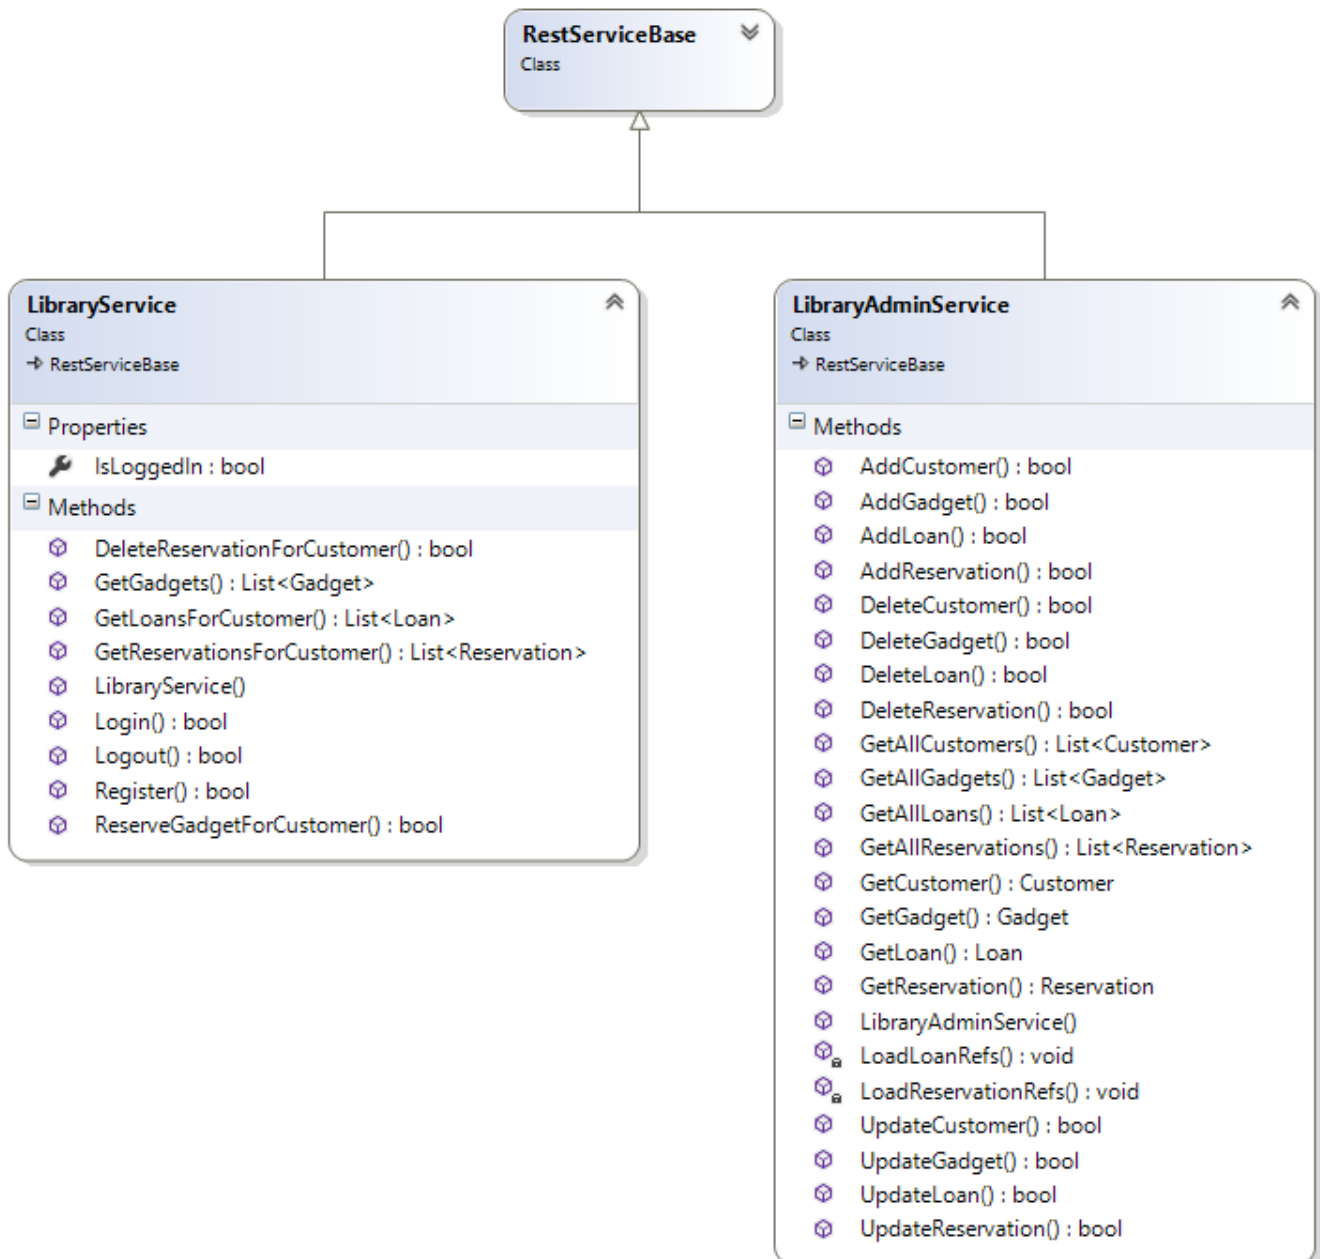 RestServiceBase
Class
LibraryService
Class
RestServiceBase
Properties
IsLoggedIn : bool
Methods
DeleteReservationForCustomer() : bool
GetGadgets() : List<Gadget>
GetLoansForCustomer() : List<Loan>
GetReservationsForCustomer() : List<Reservation>
LibraryService()
Login() : bool
Logout() : bool
Register() : bool
ReserveGadgetForCustomer() : bool
LibraryAdminService
Class
RestServiceBase
Methods
AddCustomer() : bool
AddGadget() : bool
AddLoan() : bool
AddReservation() : bool
DeleteCustomer() : bool
DeleteGadget() : bool
DeleteLoan() : bool
DeleteReservation() : bool
GetAllCustomers() : List<Customer>
GetAllGadgets() : List<Gadget>
GetAllLoans() : List<Loan>
GetAllReservations() : List<Reservation>
GetCustomer() : Customer
GetGadget() : Gadget
GetLoan() : Loan
GetReservation() : Reservation
LibraryAdminService()
LoadLoanRefs() : void
LoadReservationRefs() : void
UpdateCustomer() : bool
UpdateGadget() : bool
UpdateLoan() : bool
UpdateReservation() : bool